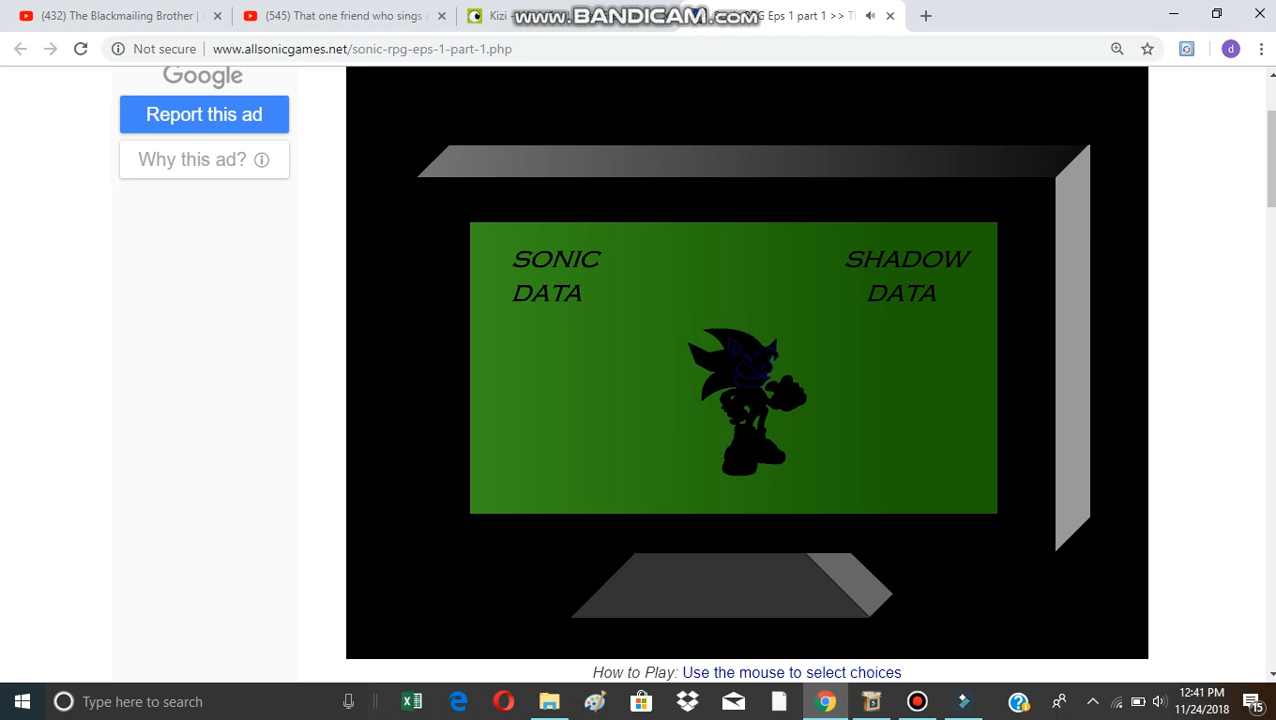 (432) The Blackmailing Brother |
(545) That one friend who sings a
Kizi
www.BANDICAM.com
RPG Eps 1 part 1 >>
Not secure
www.allsonicgames.net/sonic-rpg-eps-1-part-1.php
d
Google
Report this ad
Why this ad?
SONIC
DATA
SHADOW
DATA
How to Play: Use the mouse to select choices
Type here to search
12:41 PM
11/24/2018
15